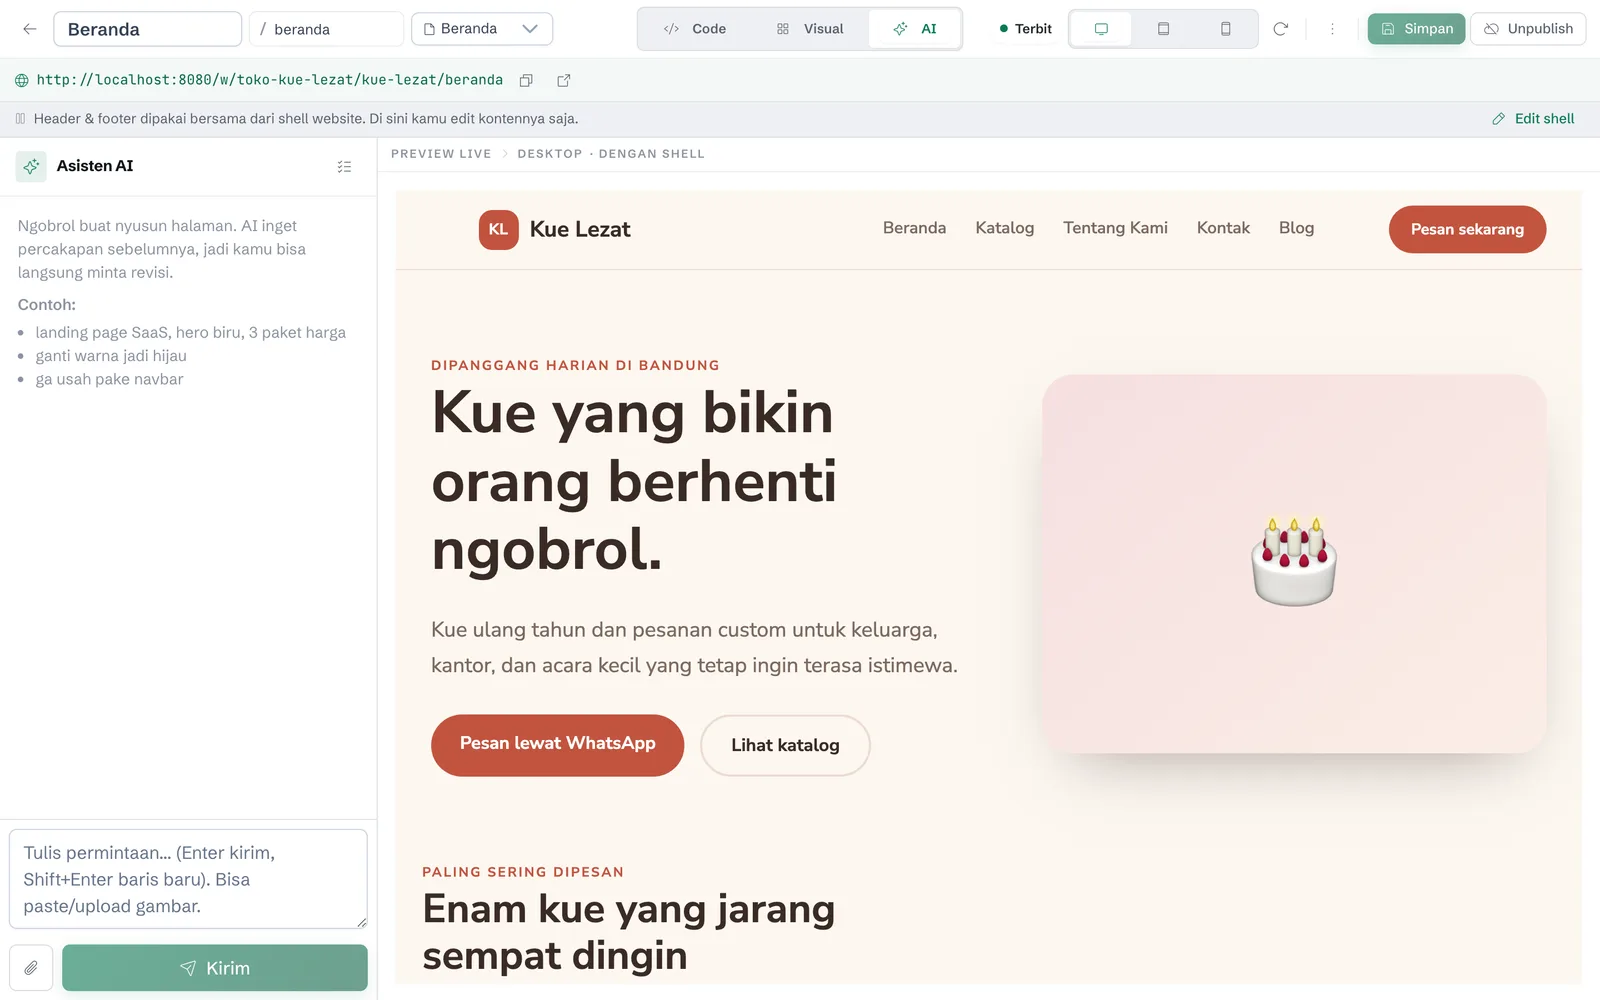 Beranda
/ beranda
Beranda
</> Code
Visual
AI
Terbit
Simpan
Unpublish
http://localhost:8080/w/toko-kue-lezat/kue-lezat/beranda
Header & footer dipakai bersama dari shell website. Di sini kamu edit kontennya saja.
Edit shell
Asisten AI
Ngobrol buat nyusun halaman. AI inget
percakapan sebelumnya, jadi kamu bisa
langsung minta revisi.
Contoh:
• landing page SaaS, hero biru, 3 paket harga
• ganti warna jadi hijau
• ga usah pake navbar
Tulis permintaan... (Enter kirim,
Shift+Enter baris baru). Bisa
paste/upload gambar.
Kirim
PREVIEW LIVE > DESKTOP · DENGAN SHELL
KL Kue Lezat
Beranda
Katalog
Tentang Kami
Kontak
Blog
Pesan sekarang
DIPANGGANG HARIAN DI BANDUNG
Kue yang bikin
orang berhenti
ngobrol.
Kue ulang tahun dan pesanan custom untuk keluarga,
kantor, dan acara kecil yang tetap ingin terasa istimewa.
Pesan lewat WhatsApp
Lihat katalog
PALING SERING DIPESAN
Enam kue yang jarang
sempat dingin